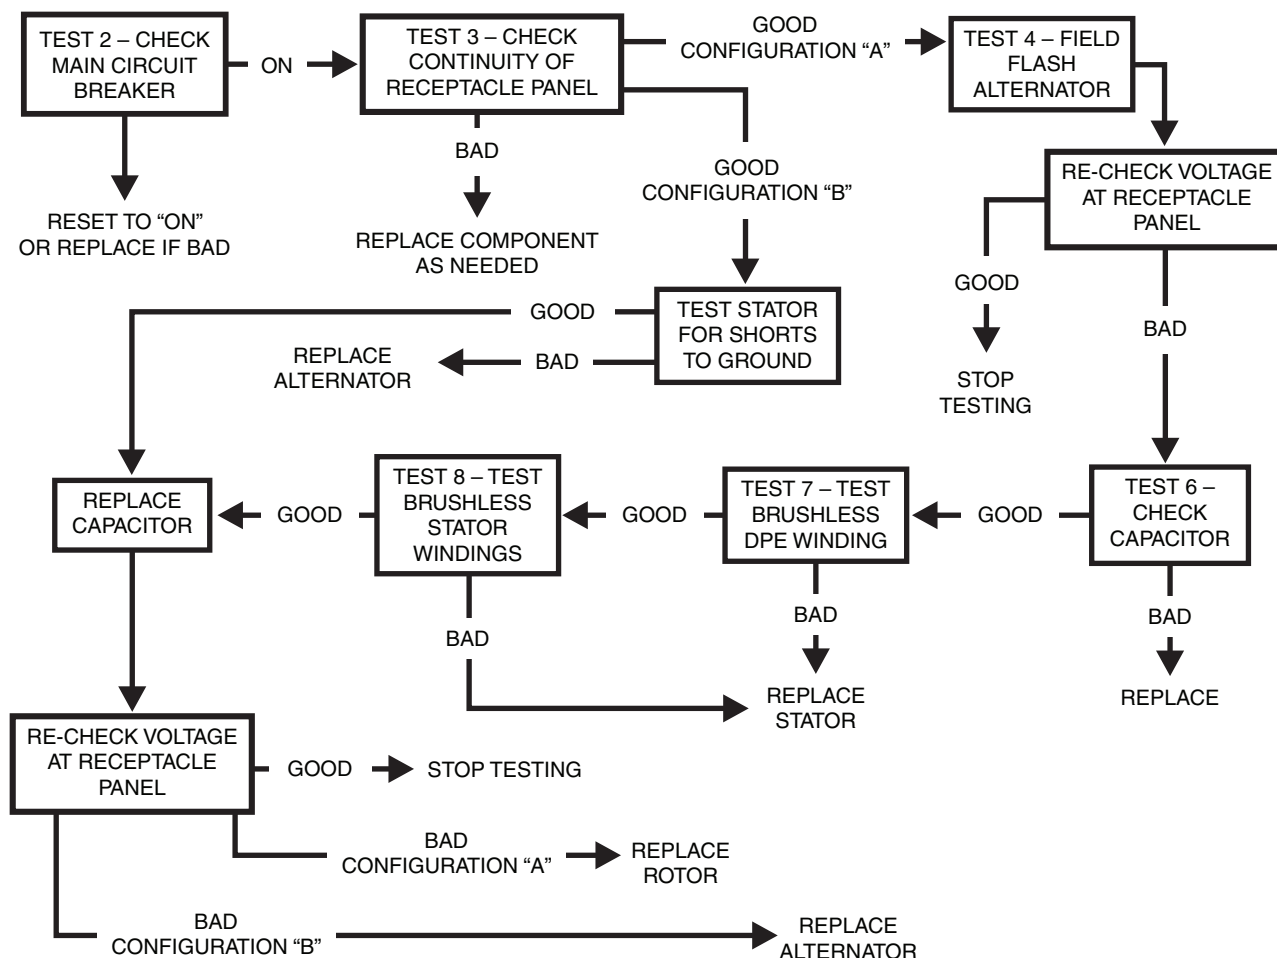 TEST 2 – CHECK
MAIN CIRCUIT
BREAKER
ON
TEST 3 – CHECK
CONTINUITY OF
RECEPTACLE PANEL
GOOD
CONFIGURATION “A”
TEST 4 – FIELD
FLASH
ALTERNATOR
RESET TO “ON”
OR REPLACE IF BAD
BAD
REPLACE COMPONENT
AS NEEDED
GOOD
CONFIGURATION “B”
RE-CHECK VOLTAGE
AT RECEPTACLE
PANEL
GOOD
STOP
TESTING
BAD
TEST STATOR
FOR SHORTS
TO GROUND
GOOD
BAD
REPLACE
ALTERNATOR
REPLACE
CAPACITOR
GOOD
TEST 8 – TEST
BRUSHLESS
STATOR
WINDINGS
GOOD
TEST 7 – TEST
BRUSHLESS
DPE WINDING
GOOD
TEST 6 –
CHECK
CAPACITOR
BAD
BAD
REPLACE
STATOR
BAD
REPLACE
RE-CHECK VOLTAGE
AT RECEPTACLE
PANEL
GOOD
STOP TESTING
BAD
CONFIGURATION “A”
REPLACE
ROTOR
BAD
CONFIGURATION “B”
REPLACE
ALTERNATOR